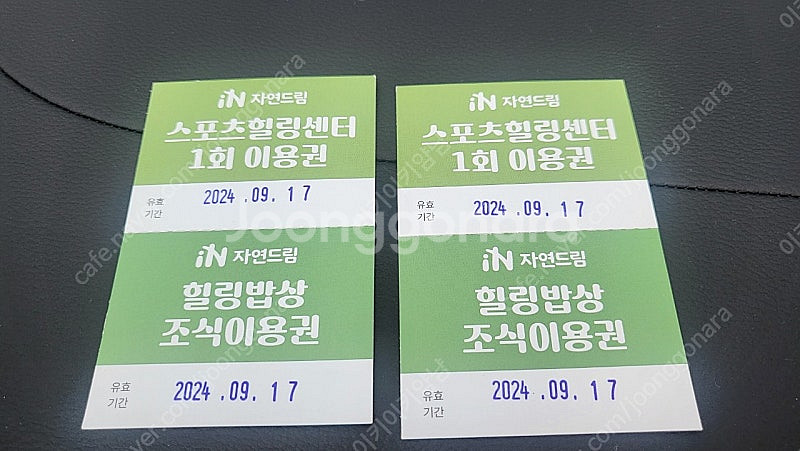 iN 자연드림
스포츠힐링센터
1회 이용권
유효
기간
2024 .09. 17
iN 자연드림
힐링밥상
조식이용권
유효
기간
2024 .09. 17
iN 자연드림
스포츠힐링센터
1회 이용권
유효
기간
2024 .09. 17
iN 자연드림
힐링밥상
조식이용권
유효
기간
2024 .09. 17
Joonggonara